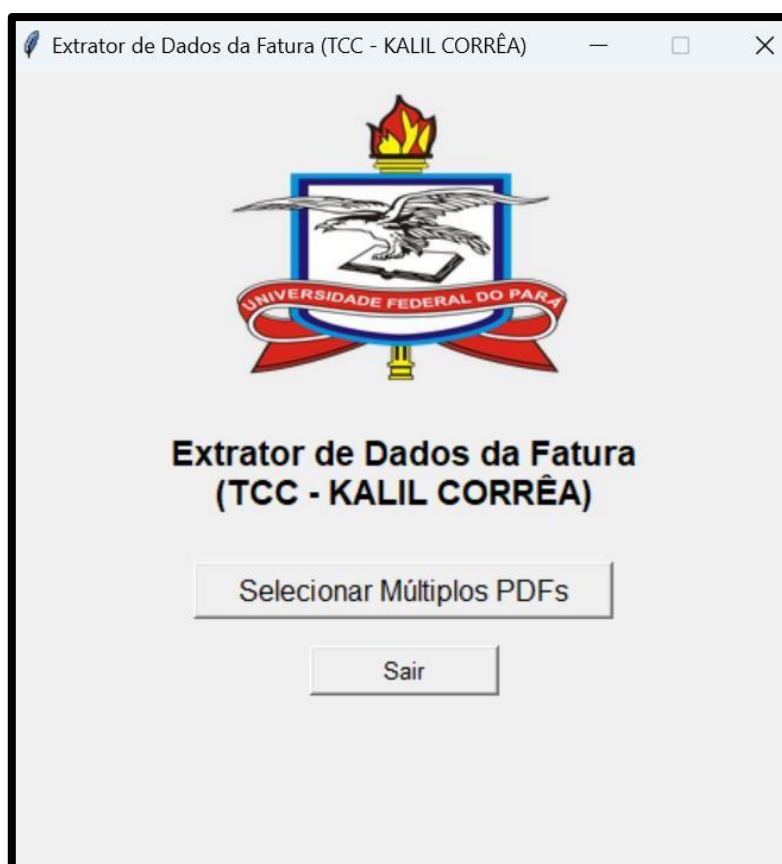 Extrator de Dados da Fatura (TCC - KALIL CORRÊA)
UNIVERSIDADE FEDERAL DO PARÁ
Extrator de Dados da Fatura
(TCC - KALIL CORRÊA)
Selecionar Múltiplos PDFs
Sair